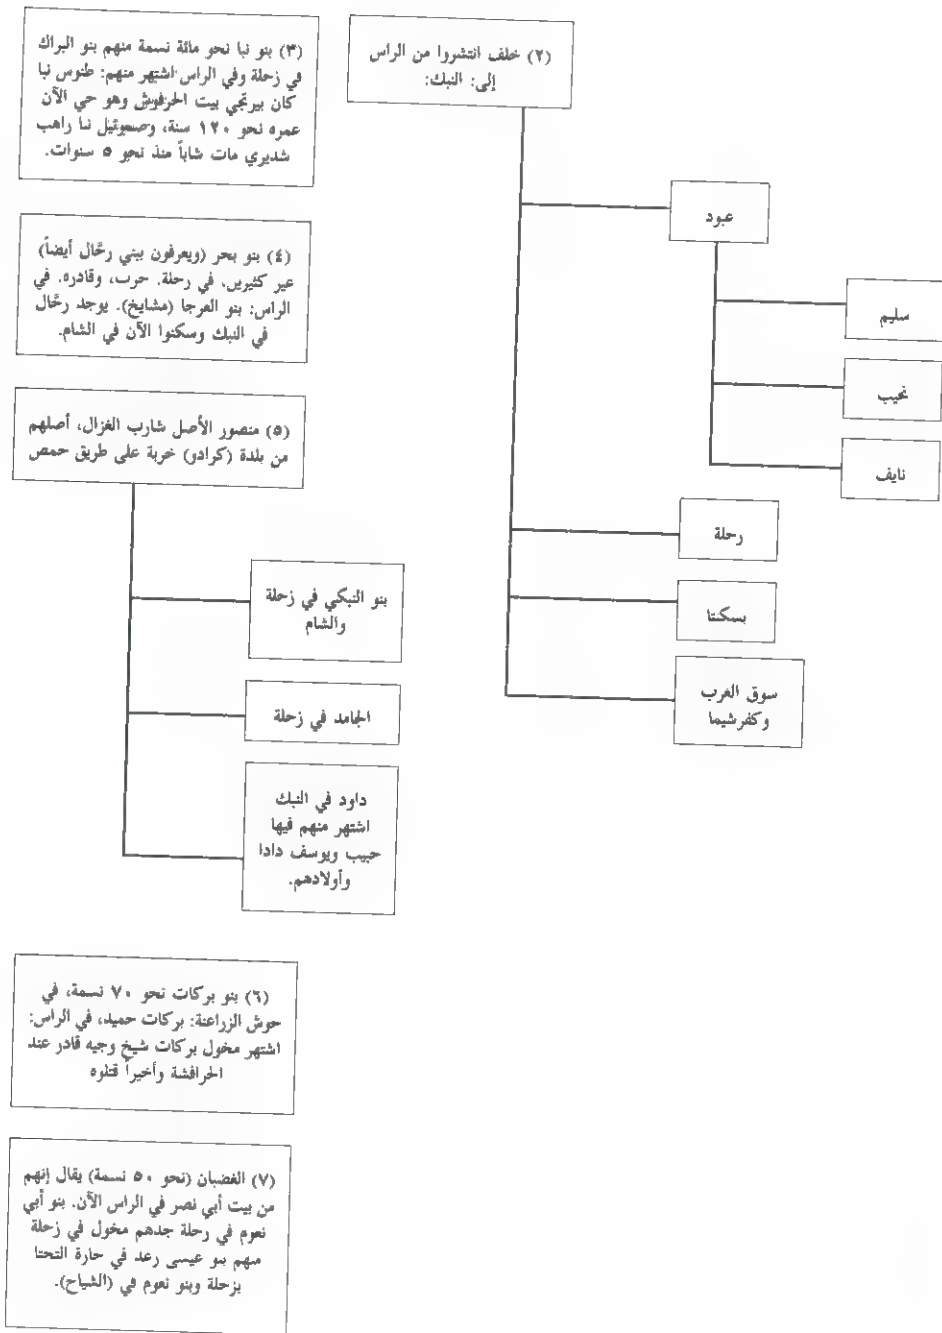 (٢) خلف انتشروا من الراس
إلى: النبك:
عبود
سليم
نجيب
نايف
رحلة
بسكنتا
سوق الغرب
وكفرشيما
(٣) بنو نبا نحو مائة نسمة منهم بنو البراك
في زحلة وفي الراس اشتهر منهم: طنوس نبا
كان بيرتجي بيت الحرفوش وهو حي الآن
عمره نحو ١٢٠ سنة، وصموئيل نبا راهب
شديري مات شاباً منذ نحو ٥ سنوات.
(٤) بنو بحر (ويعرفون ببني رحَّال أيضاً)
عير كثيرين، في رحلة. حرب، وقادره. في
الراس: بنو العرجا (مشايخ). يوجد رحَّال
في النبك وسكنوا الآن في الشام.
(٥) منصور الأصل شارب الغزال، أصلهم
من بلدة (كرادو) خربة على طريق حمص
بنو النبكي في زحلة
والشام
الجامد في زحلة
داود في النبك
اشتهر منهم فيها
حبيب ويوسف دادا
وأولادهم.
(٦) بنو بركات نحو ٧٠ نسمة، في
حوش الزراعنة: بركات حميد، في الراس:
اشتهر مخول بركات شيخ وجيه قادر عند
الحرافشة وأخيراً قتلوه
(٧) الغضبان (نحو ٥٠ نسمة) يقال إنهم
من بيت أبي نصر في الراس الآن. بنو أبي
نعوم في رحلة جدهم مخول في زحلة
منهم بنو عيسى رعد في حارة التحتا
بزحلة وبنو نعوم في (الشياح).